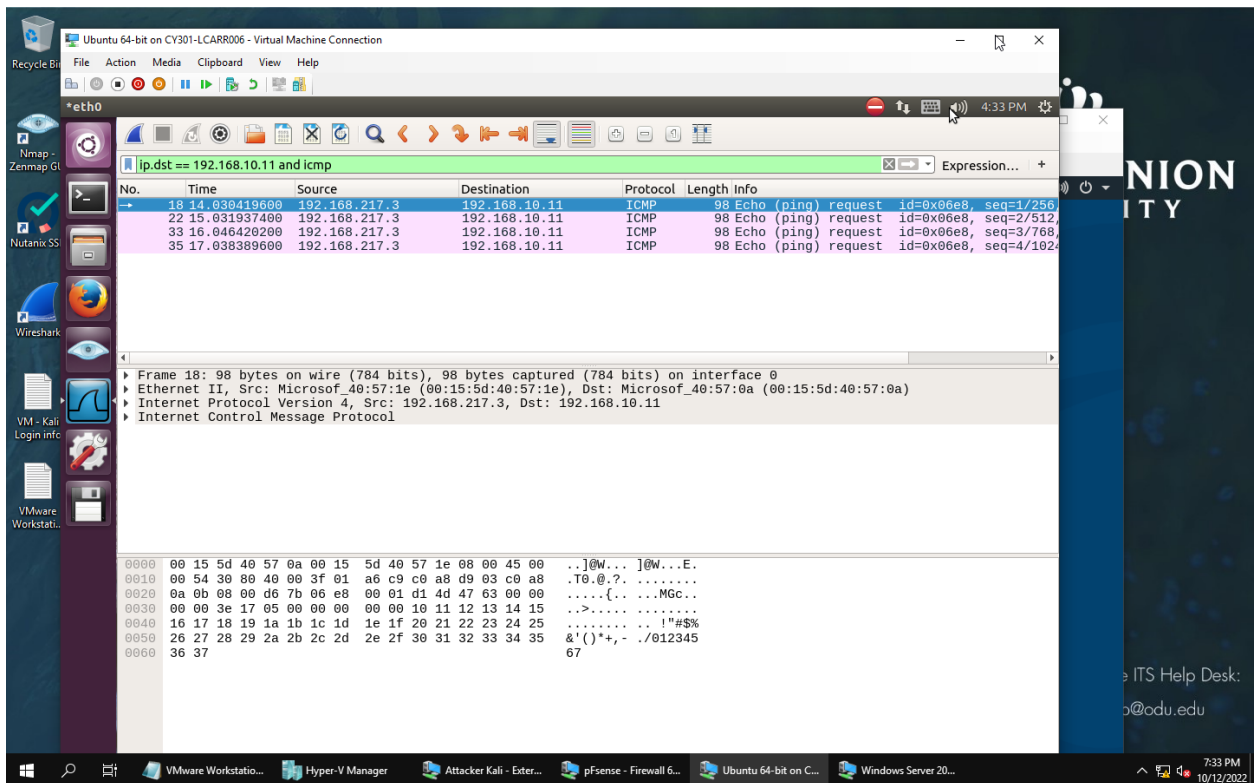 Ubuntu 64-bit on CY301-LCARR006 - Virtual Machine Connection
Recycle Bin
File Action Media Clipboard View Help
*eth0
4:33 PM
Nmap -
Zenmap GU
ip.dst == 192.168.10.11 and icmp
Expression... +
NION
No. Time Source Destination Protocol Length Info
18 14.030419600 192.168.217.3 192.168.10.11 ICMP 98 Echo (ping) request id=0x06e8, seq=1/256,
ITY
22 15.031937400 192.168.217.3 192.168.10.11 ICMP 98 Echo (ping) request id=0x06e8, seq=2/512,
33 16.046420200 192.168.217.3 192.168.10.11 ICMP 98 Echo (ping) request id=0x06e8, seq=3/768,
35 17.038389600 192.168.217.3 192.168.10.11 ICMP 98 Echo (ping) request id=0x06e8, seq=4/1024
Nutanix SS
Wireshark
Frame 18: 98 bytes on wire (784 bits), 98 bytes captured (784 bits) on interface 0
Ethernet II, Src: Microsof_40:57:1e (00:15:5d:40:57:1e), Dst: Microsof_40:57:0a (00:15:5d:40:57:0a)
Internet Protocol Version 4, Src: 192.168.217.3, Dst: 192.168.10.11
Internet Control Message Protocol
VM - Kali
Login info
VMware
Workstati..
0000 00 15 5d 40 57 0a 00 15 5d 40 57 1e 08 00 45 00 ..]@W... ]@W...E.
0010 00 54 30 80 40 00 3f 01 a6 c9 c0 a8 d9 03 c0 a8 .T0.@.?. ........
0020 0a 0b 08 00 d6 7b 06 e8 00 01 d1 4d 47 63 00 00 .....{.. ...MGc..
0030 00 00 3e 17 05 00 00 00 00 00 10 11 12 13 14 15 ..>..... ........
0040 16 17 18 19 1a 1b 1c 1d 1e 1f 20 21 22 23 24 25 ........ .. !"#$%
0050 26 27 28 29 2a 2b 2c 2d 2e 2f 30 31 32 33 34 35 &'()*+,- ./012345
0060 36 37 67
e ITS Help Desk:
p@odu.edu
VMware Workstatio... Hyper-V Manager Attacker Kali - Exter... pFsense - Firewall 6... Ubuntu 64-bit on C... Windows Server 20...
7:33 PM
10/12/2022